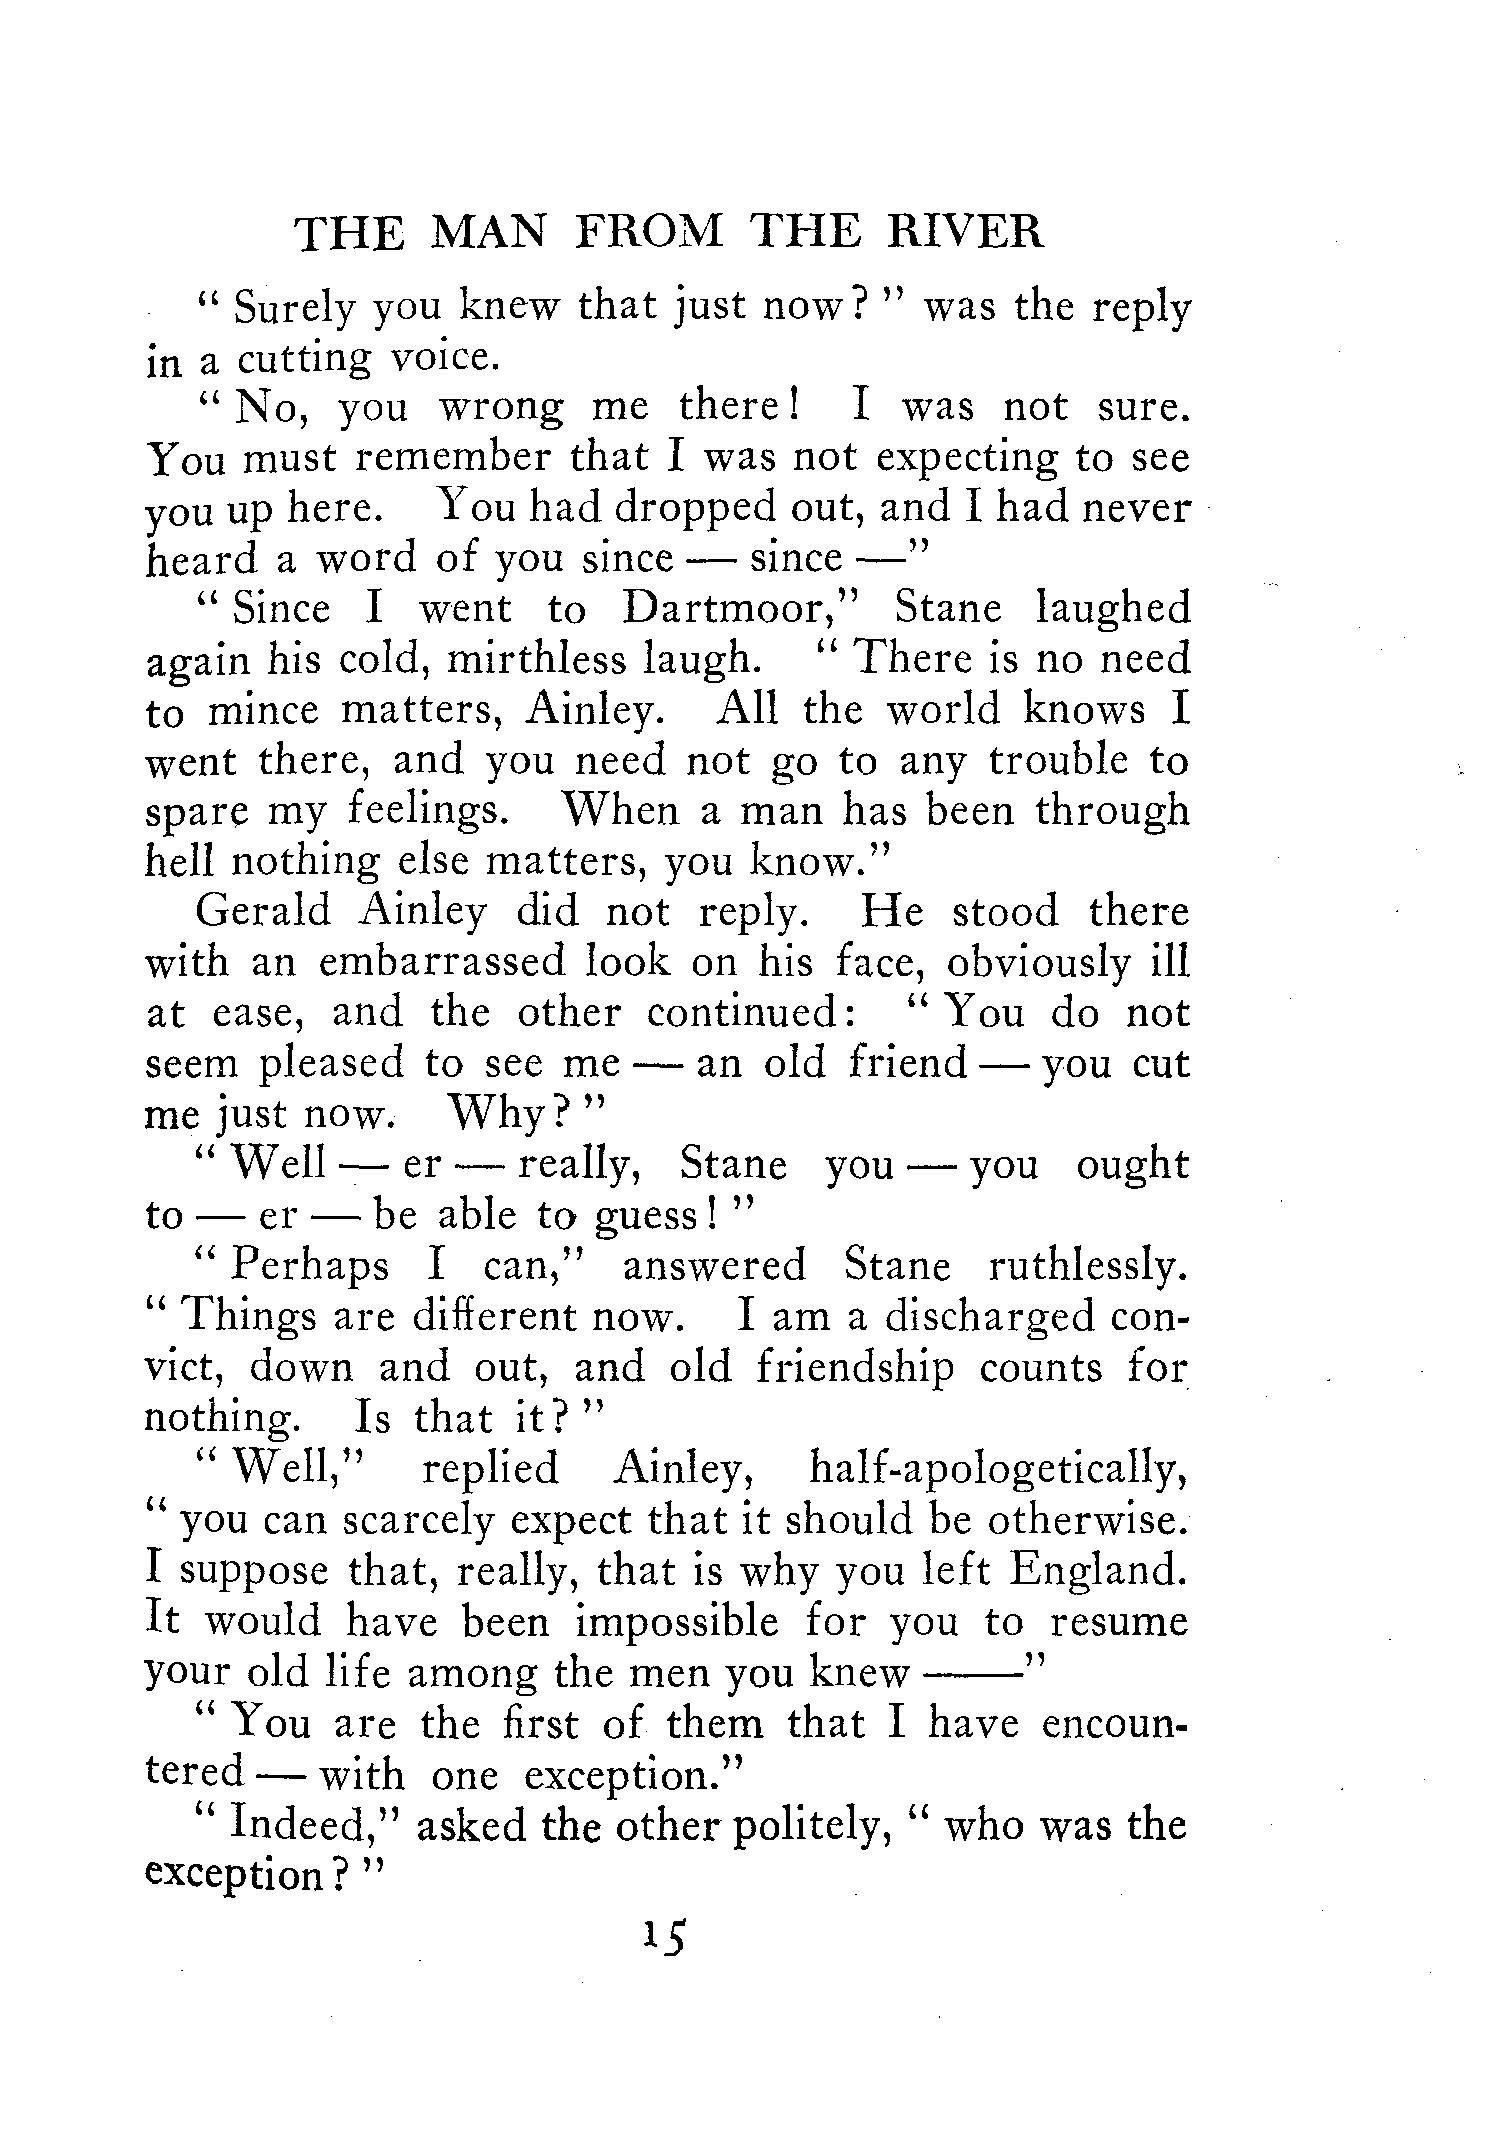 THE MAN FROM THE RIVER
“ Surely you knew that just now? ” was the reply
in a cutting voice.
“ No, you wrong me there! I was not sure.
You must remember that I was not expecting to see
you up here. You had dropped out, and I had never
heard a word of you since — since —”
“ Since I went to Dartmoor,” Stane laughed
again his cold, mirthless laugh. “ There is no need
to mince matters, Ainley. All the world knows I
went there, and you need not go to any trouble to
spare my feelings. When a man has been through
hell nothing else matters, you know.”
Gerald Ainley did not reply. He stood there
with an embarrassed look on his face, obviously ill
at ease, and the other continued: “ You do not
seem pleased to see me — an old friend — you cut
me just now. Why? ”
“ Well — er — really, Stane you — you ought
to — er — be able to guess! ”
“ Perhaps I can,” answered Stane ruthlessly.
“ Things are different now. I am a discharged con-
vict, down and out, and old friendship counts for
nothing. Is that it? ”
“ Well,” replied Ainley, half-apologetically,
“ you can scarcely expect that it should be otherwise.
I suppose that, really, that is why you left England.
It would have been impossible for you to resume
your old life among the men you knew ——”
“ You are the first of them that I have encoun-
tered — with one exception.”
“ Indeed,” asked the other politely, “ who was the
exception? ”
15